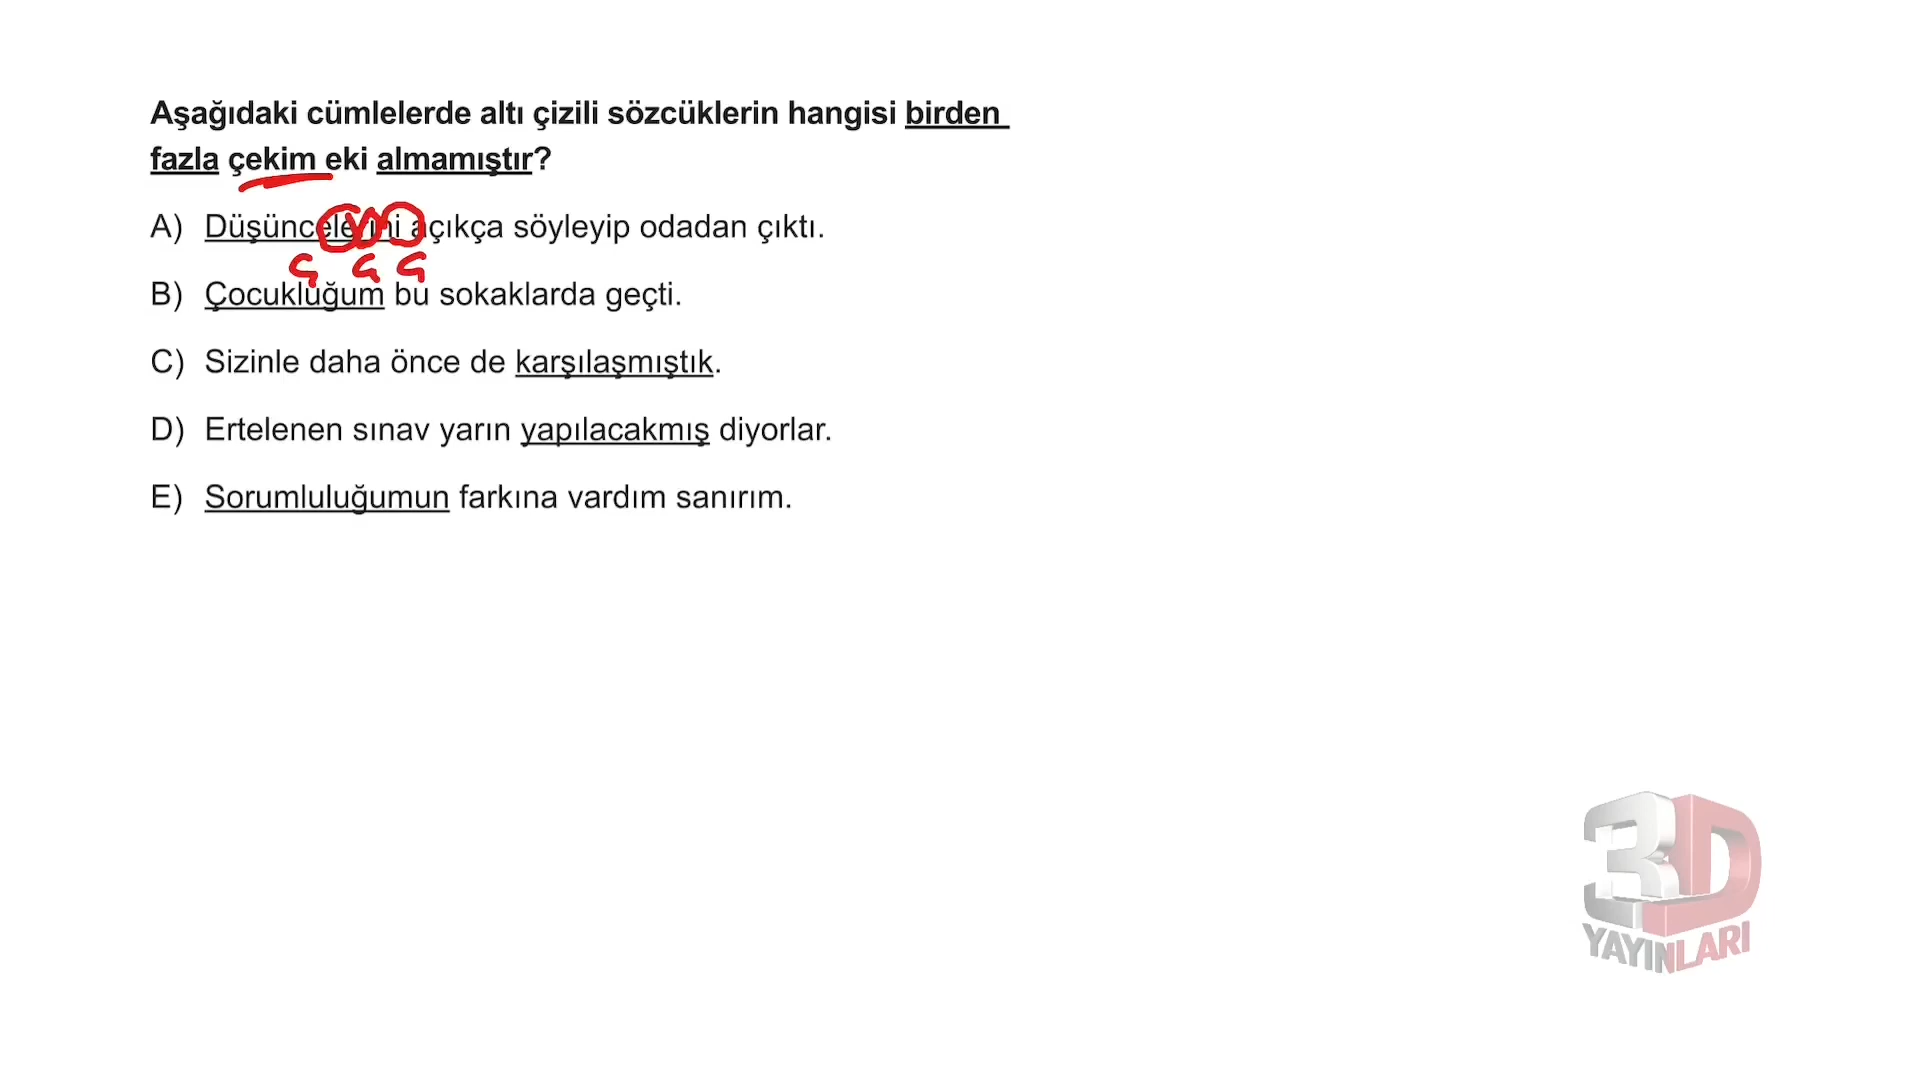 Aşağıdaki cümlelerde altı çizili sözcüklerin hangisi birden
fazla çekim eki almamıştır?
A) Düşüncelerini açıkça söyleyip odadan çıktı.
Ç Ç Ç
B) Çocukluğum bu sokaklarda geçti.
C) Sizinle daha önce de karşılaşmıştık.
D) Ertelenen sınav yarın yapılacakmış diyorlar.
E) Sorumluluğumun farkına vardım sanırım.
3D
YAYINLARI